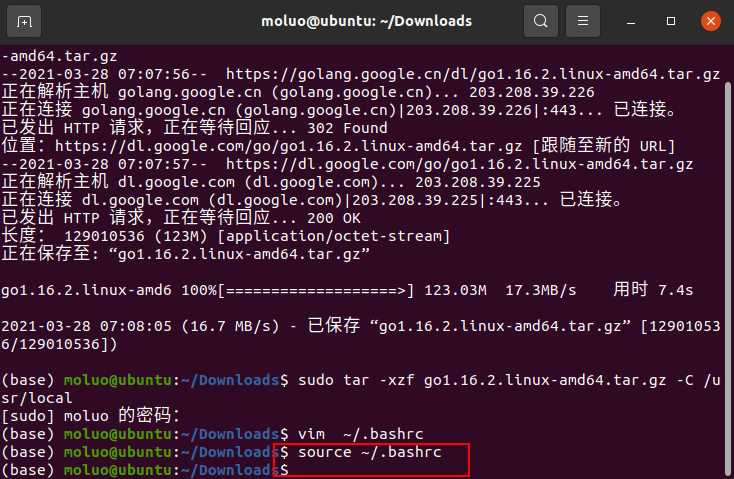 moluo@ubuntu: ~/Downloads
-amd64.tar.gz
--2021-03-28 07:07:56--  https://golang.google.cn/dl/go1.16.2.linux-amd64.tar.gz
正在解析主机 golang.google.cn (golang.google.cn)... 203.208.39.226
正在连接 golang.google.cn (golang.google.cn)|203.208.39.226|:443... 已连接。
已发出 HTTP 请求，正在等待回应... 302 Found
位置：https://dl.google.com/go/go1.16.2.linux-amd64.tar.gz [跟随至新的 URL]
--2021-03-28 07:07:57--  https://dl.google.com/go/go1.16.2.linux-amd64.tar.gz
正在解析主机 dl.google.com (dl.google.com)... 203.208.39.225
正在连接 dl.google.com (dl.google.com)|203.208.39.225|:443... 已连接。
已发出 HTTP 请求，正在等待回应... 200 OK
长度： 129010536 (123M) [application/octet-stream]
正在保存至: “go1.16.2.linux-amd64.tar.gz”
go1.16.2.linux-amd6 100%[===================>] 123.03M  17.3MB/s    用时 7.4s
2021-03-28 07:08:05 (16.7 MB/s) - 已保存 “go1.16.2.linux-amd64.tar.gz” [12901053
6/129010536])
(base) moluo@ubuntu:~/Downloads$ sudo tar -xzf go1.16.2.linux-amd64.tar.gz -C /u
sr/local
[sudo] moluo 的密码：
(base) moluo@ubuntu:~/Downloads$ vim  ~/.bashrc
(base) moluo@ubuntu:~/Downloads$ source ~/.bashrc
(base) moluo@ubuntu:~/Downloads$